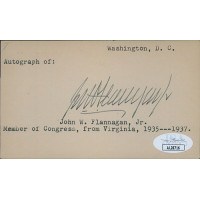 Washington, D. C.
Autograph of:
John W. Flannagan, Jr.
Member of Congress, from Virginia, 1935---1937.